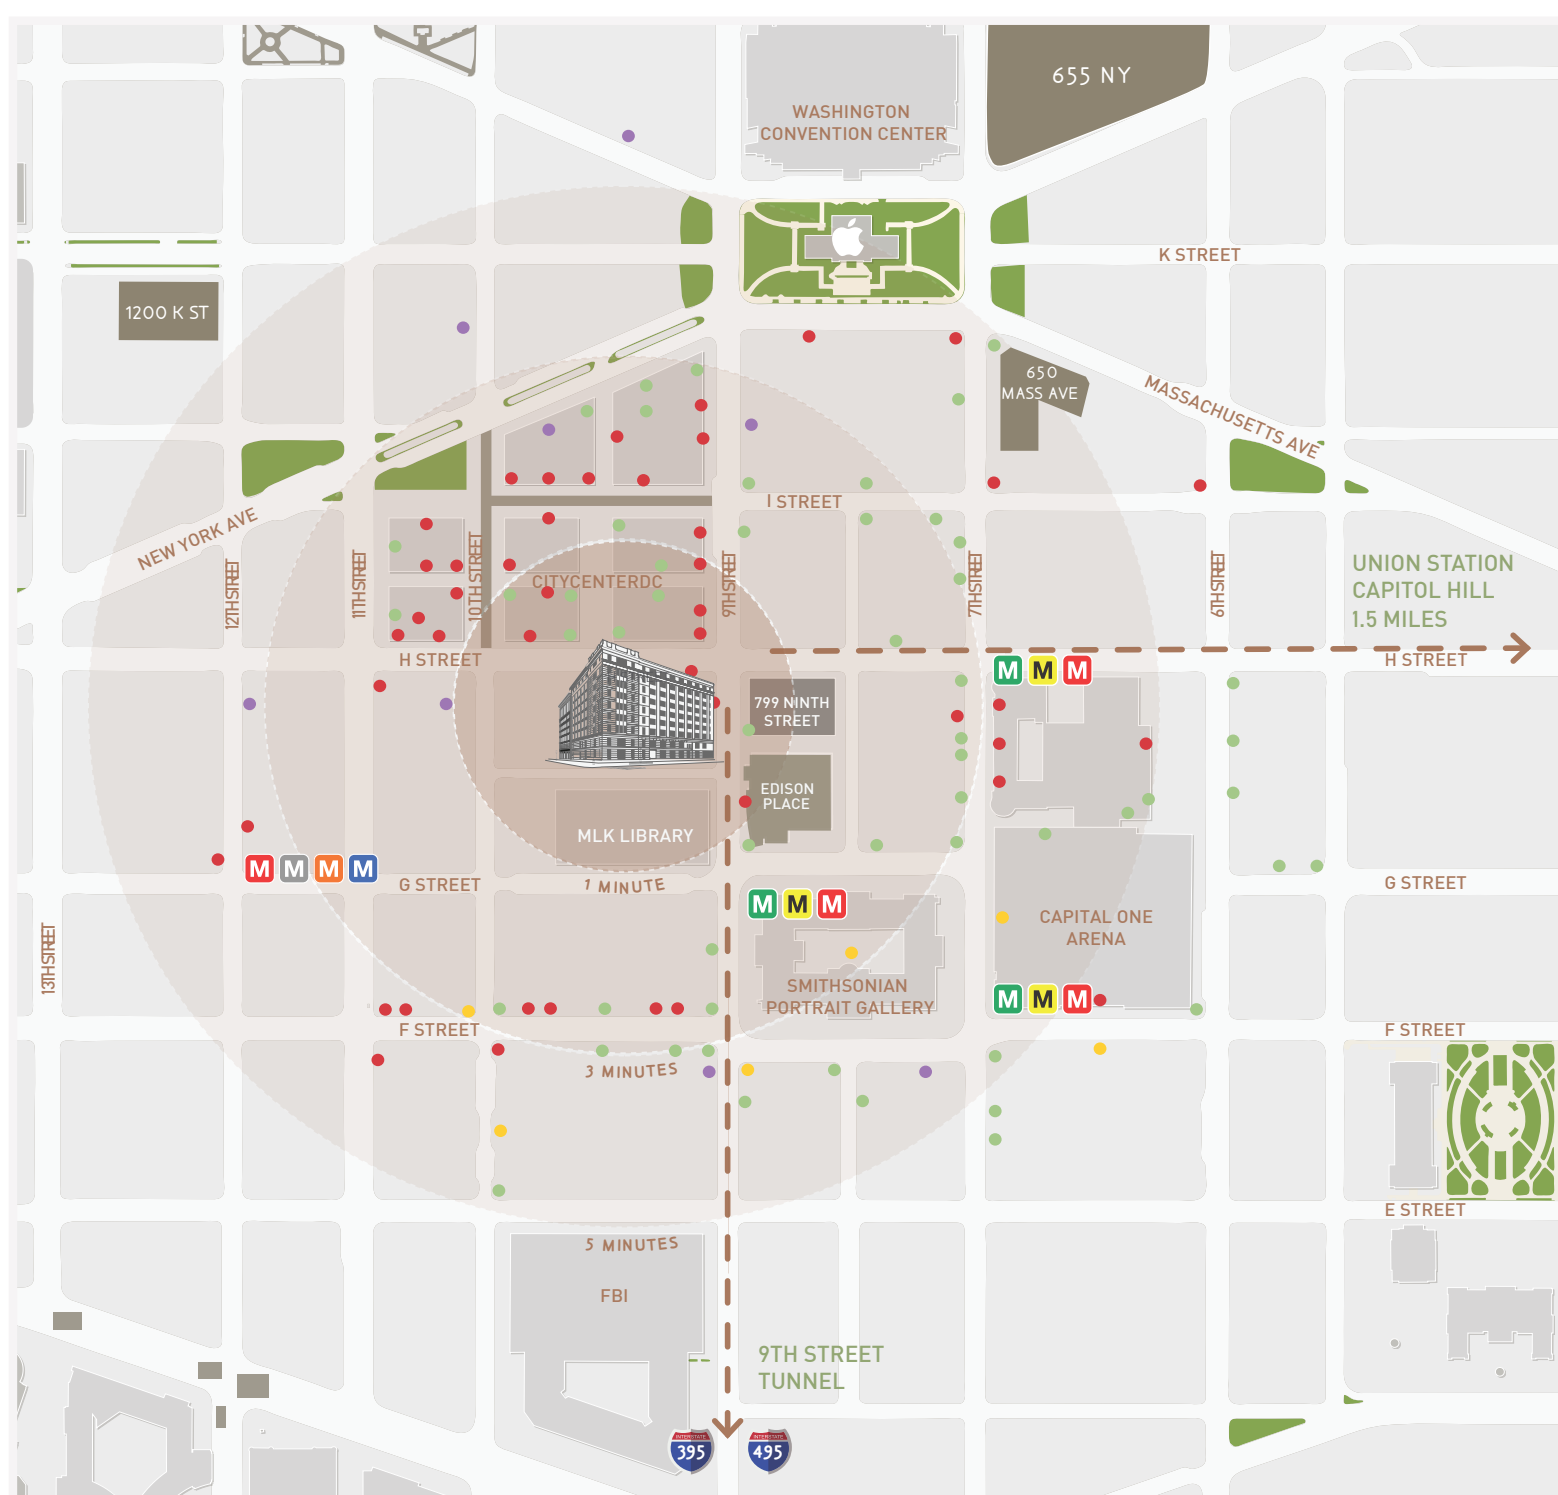 655 NY
WASHINGTON
CONVENTION CENTER
K STREET
1200 K ST
650
MASS AVE
MASSACHUSETTS AVE
I STREET
NEW YORK AVE
12TH STREET
11TH STREET
10TH STREET
9TH STREET
7TH STREET
6TH STREET
CITYCENTERDC
UNION STATION
CAPITOL HILL
1.5 MILES
H STREET
H STREET
M M M
799 NINTH
STREET
EDISON
PLACE
MLK LIBRARY
M M M M
G STREET
1 MINUTE
G STREET
M M M
CAPITAL ONE
ARENA
13TH STREET
SMITHSONIAN
PORTRAIT GALLERY
M M M
F STREET
F STREET
3 MINUTES
E STREET
5 MINUTES
FBI
9TH STREET
TUNNEL
INTERSTATE
395
INTERSTATE
495